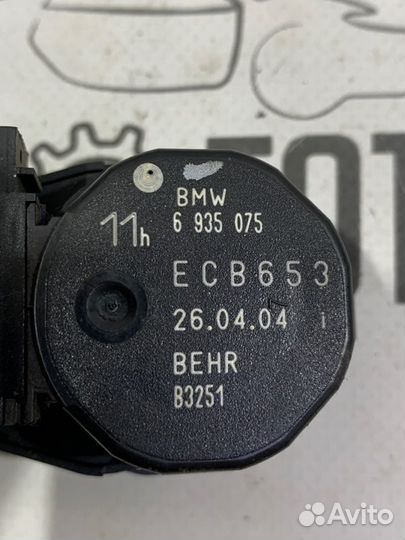 BMW
11h 6 935 075
ECB653
26.04.04 i
BEHR
B3251
Avito